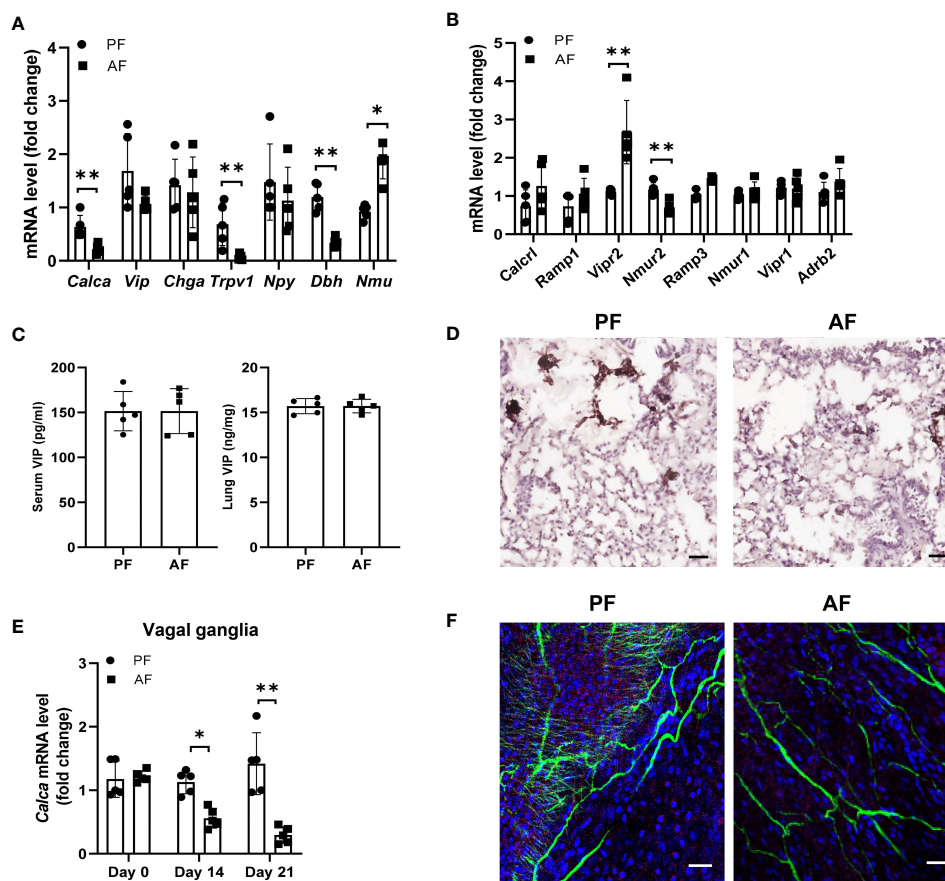 A
PF
AF
mRNA level (fold change)
4
3
2
1
0
** ** ** *
Calca Vip Chga Trpv1 Npy Dbh Nmu
B
PF
AF
mRNA level (fold change)
5
4
3
2
1
0
**
**
Calcrl Ramp1 Vipr2 Nmur2 Ramp3 Nmur1 Vipr1 Adrb2
C
Serum VIP (pg/ml)
200
150
100
50
0
PF AF
Lung VIP (ng/mg)
20
15
10
5
0
PF AF
D
PF AF
E
Vagal ganglia
PF
AF
Calca mRNA level
(fold change)
3
2
1
0
*
**
Day 0 Day 14 Day 21
F
PF AF